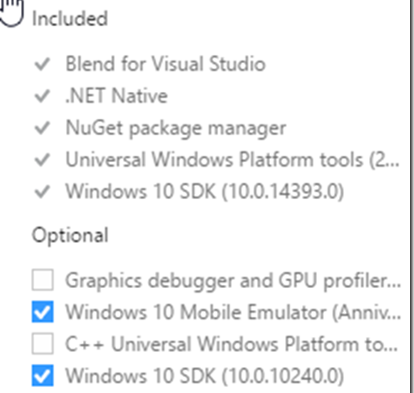 Included
Blend for Visual Studio
.NET Native
NuGet package manager
Universal Windows Platform tools (2...
Windows 10 SDK (10.0.14393.0)
Optional
Graphics debugger and GPU profiler...
Windows 10 Mobile Emulator (Anniv...
C++ Universal Windows Platform to...
Windows 10 SDK (10.0.10240.0)